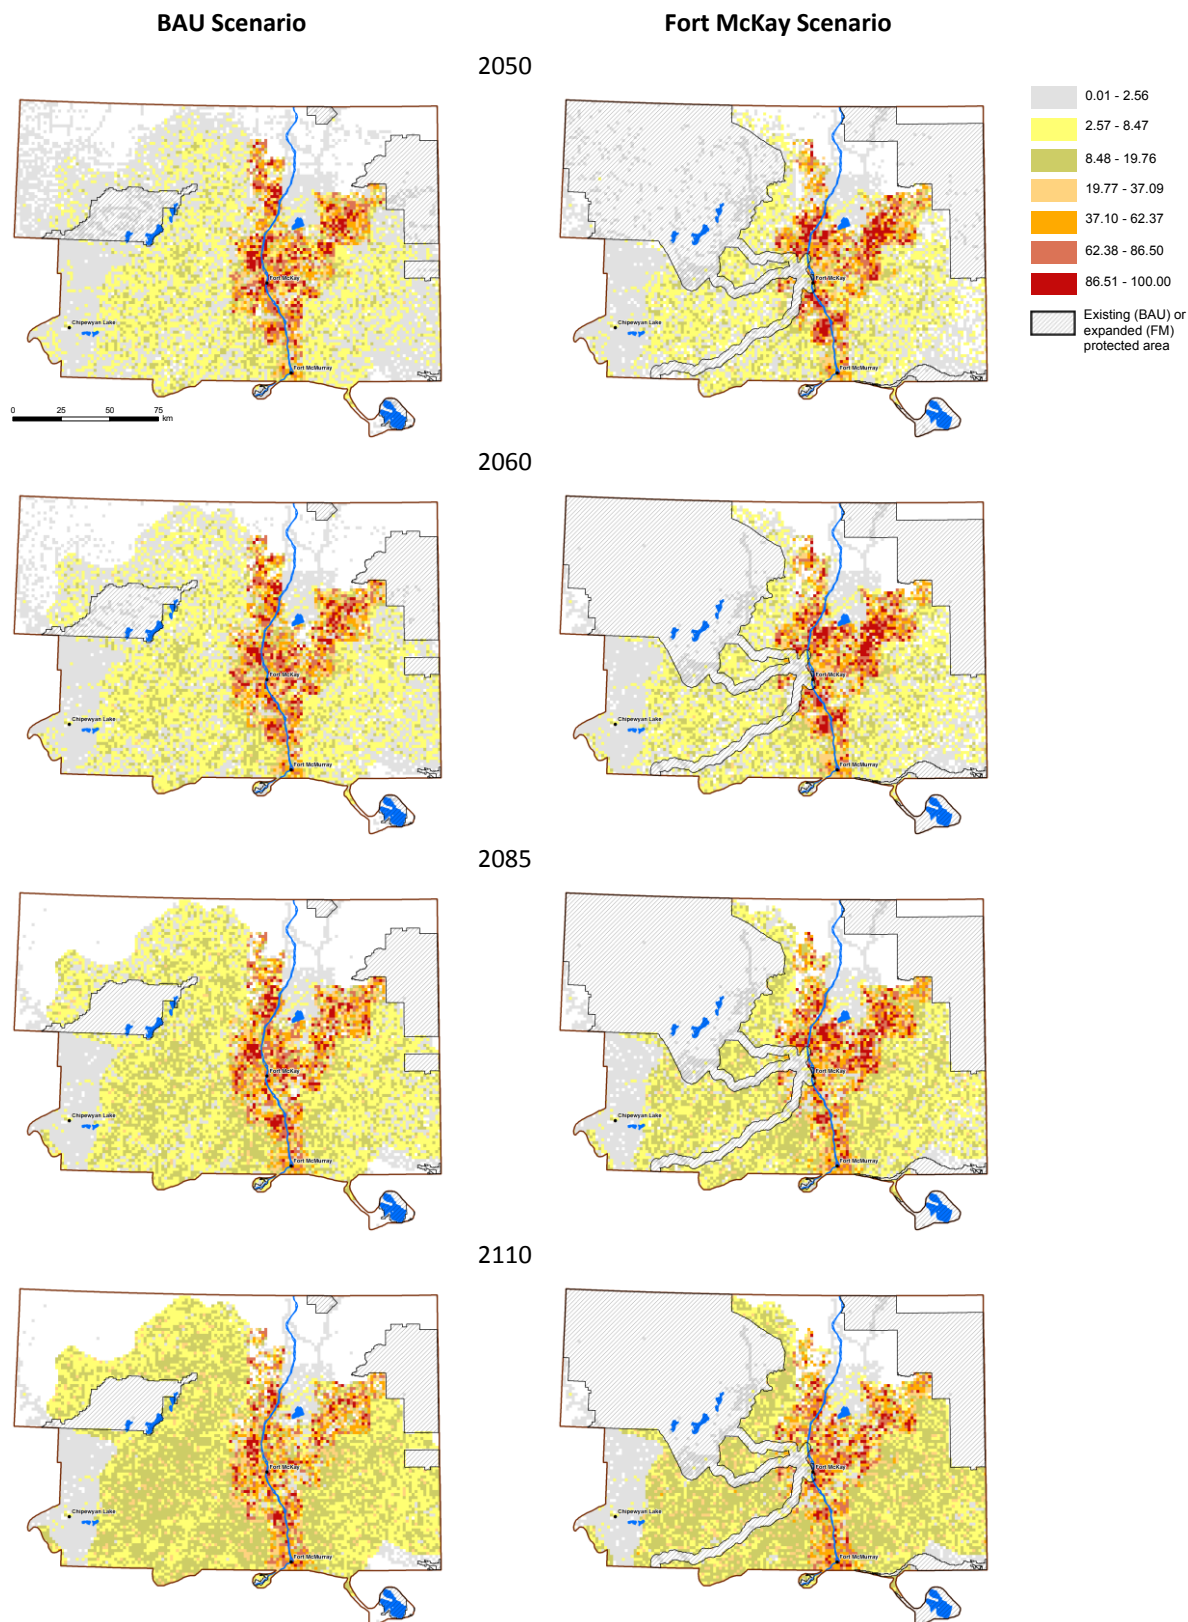 BAU Scenario
Fort McKay Scenario
2050
0.01 - 2.56
2.57 - 8.47
8.48 - 19.76
19.77 - 37.09
37.10 - 62.37
62.38 - 86.50
86.51 - 100.00
Existing (BAU) or
expanded (FM)
protected area
Fort McKay
Chipewyan Lake
Fort McMurray
Fort McKay
Chipewyan Lake
Fort McMurray
0 25 50 75
km
2060
Fort McKay
Chipewyan Lake
Fort McMurray
Fort McKay
Chipewyan Lake
Fort McMurray
2085
Fort McKay
Chipewyan Lake
Fort McMurray
Fort McKay
Chipewyan Lake
Fort McMurray
2110
Fort McKay
Chipewyan Lake
Fort McMurray
Fort McKay
Chipewyan Lake
Fort McMurray